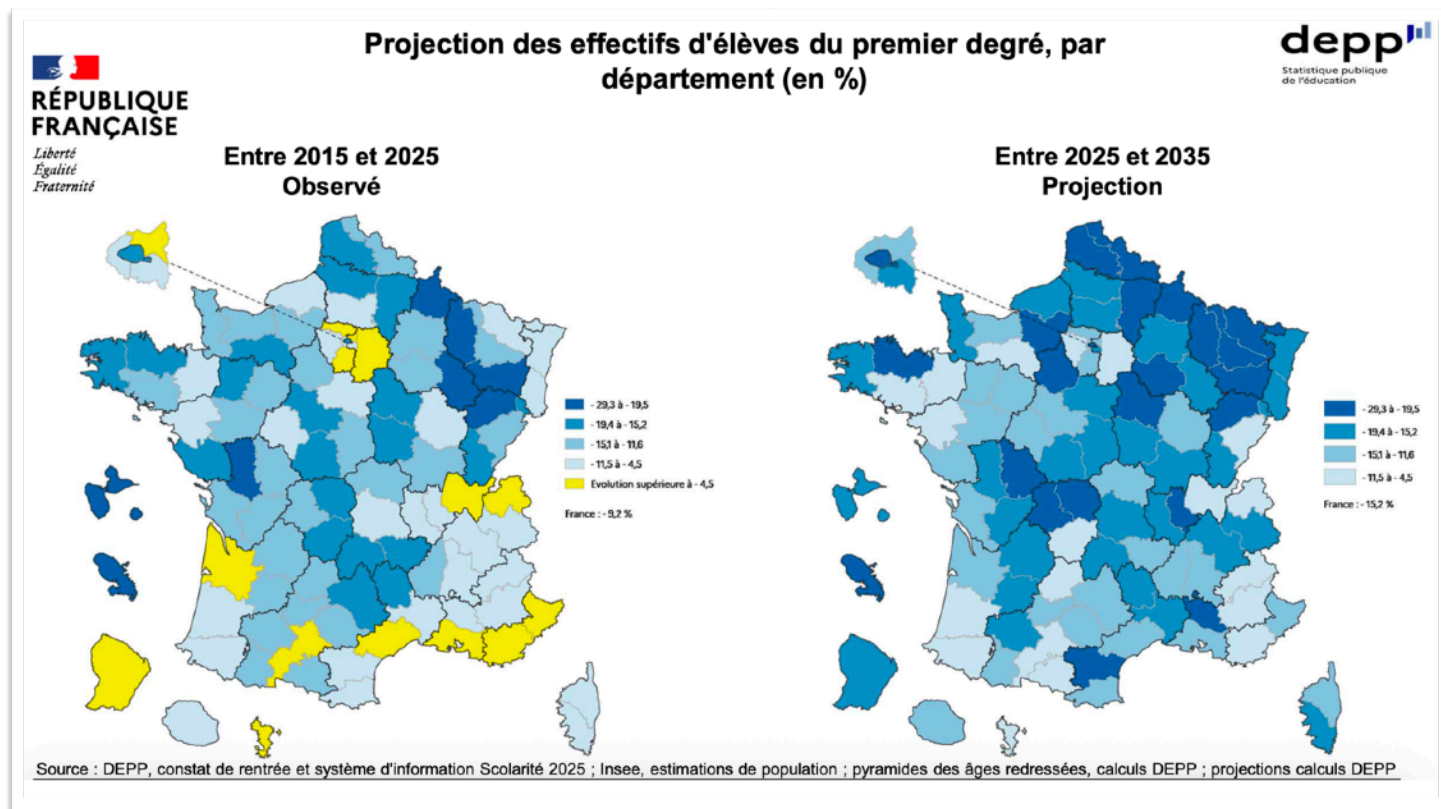 Projection des effectifs d'élèves du premier degré, par
département (en %)
RÉPUBLIQUE
FRANÇAISE
Liberté
Égalité
Fraternité
depp
Statistique publique
de l'éducation
Entre 2015 et 2025
Observé
- 29,3 à - 19,5
- 19,4 à - 15,2
- 15,1 à - 11,6
- 11,5 à - 4,5
Evolution supérieure à - 4,5
France : - 9,2 %
Entre 2025 et 2035
Projection
- 29,3 à - 19,5
- 19,4 à - 15,2
- 15,1 à - 11,6
- 11,5 à - 4,5
France : - 15,2 %
Source : DEPP, constat de rentrée et système d'information Scolarité 2025 ; Insee, estimations de population ; pyramides des âges redressées, calculs DEPP ; projections calculs DEPP